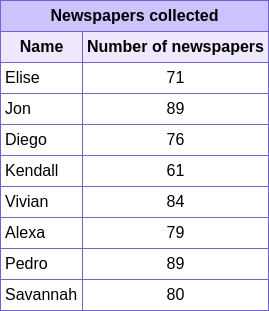 Newspapers collected
Name Number of newspapers
Elise 71
Jon 89
Diego 76
Kendall 61
Vivian 84
Alexa 79
Pedro 89
Savannah 80